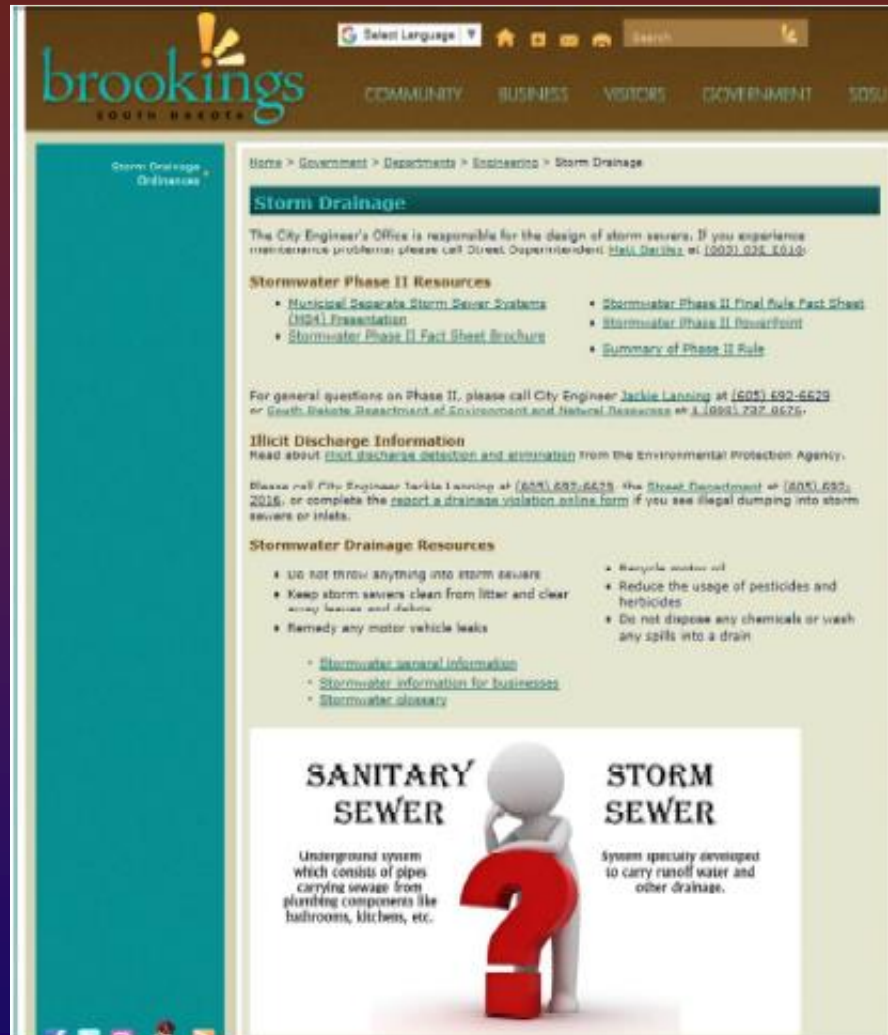 Select Language
Search
brookings
SOUTH DAKOTA
COMMUNITY BUSINESS VISITORS GOVERNMENT SDSU
Storm Drainage
Ordinances
Home > Government > Departments > Engineering > Storm Drainage
Storm Drainage
The City Engineer's Office is responsible for the design of storm sewers. If you experience
maintenance problems please call Street Superintendent at
Stormwater Phase II Resources
• Municipal Separate Storm Sewer Systems
(MS4) Presentation
• Stormwater Phase II Fact Sheet Brochure
• Stormwater Phase II Final Rule Fact Sheet
• Stormwater Phase II PowerPoint
• Summary of Phase II Rule
For general questions on Phase II, please call City Engineer Jackie Lanning at (605) 692-6629
or South Dakota Department of Environment and Natural Resources at
Illicit Discharge Information
Read about illicit discharge detection and elimination from the Environmental Protection Agency.
Please call City Engineer Jackie Lanning at (605) 692-6629, the Street Department at (605) 692-
2016, or complete the report a drainage violation online form if you see illegal dumping into storm
sewers or inlets.
Stormwater Drainage Resources
• Do not throw anything into storm sewers
• Keep storm sewers clean from litter and clear
away leaves and debris
• Remedy any motor vehicle leaks
• Recycle motor oil
• Reduce the usage of pesticides and
herbicides
• Do not dispose any chemicals or wash
any spills into a drain
• Stormwater general information
• Stormwater information for businesses
• Stormwater glossary
SANITARY
SEWER
Underground system
which consists of pipes
carrying sewage from
plumbing components like
bathrooms, kitchens, etc.
STORM
SEWER
System specially developed
to carry runoff water and
other drainage.